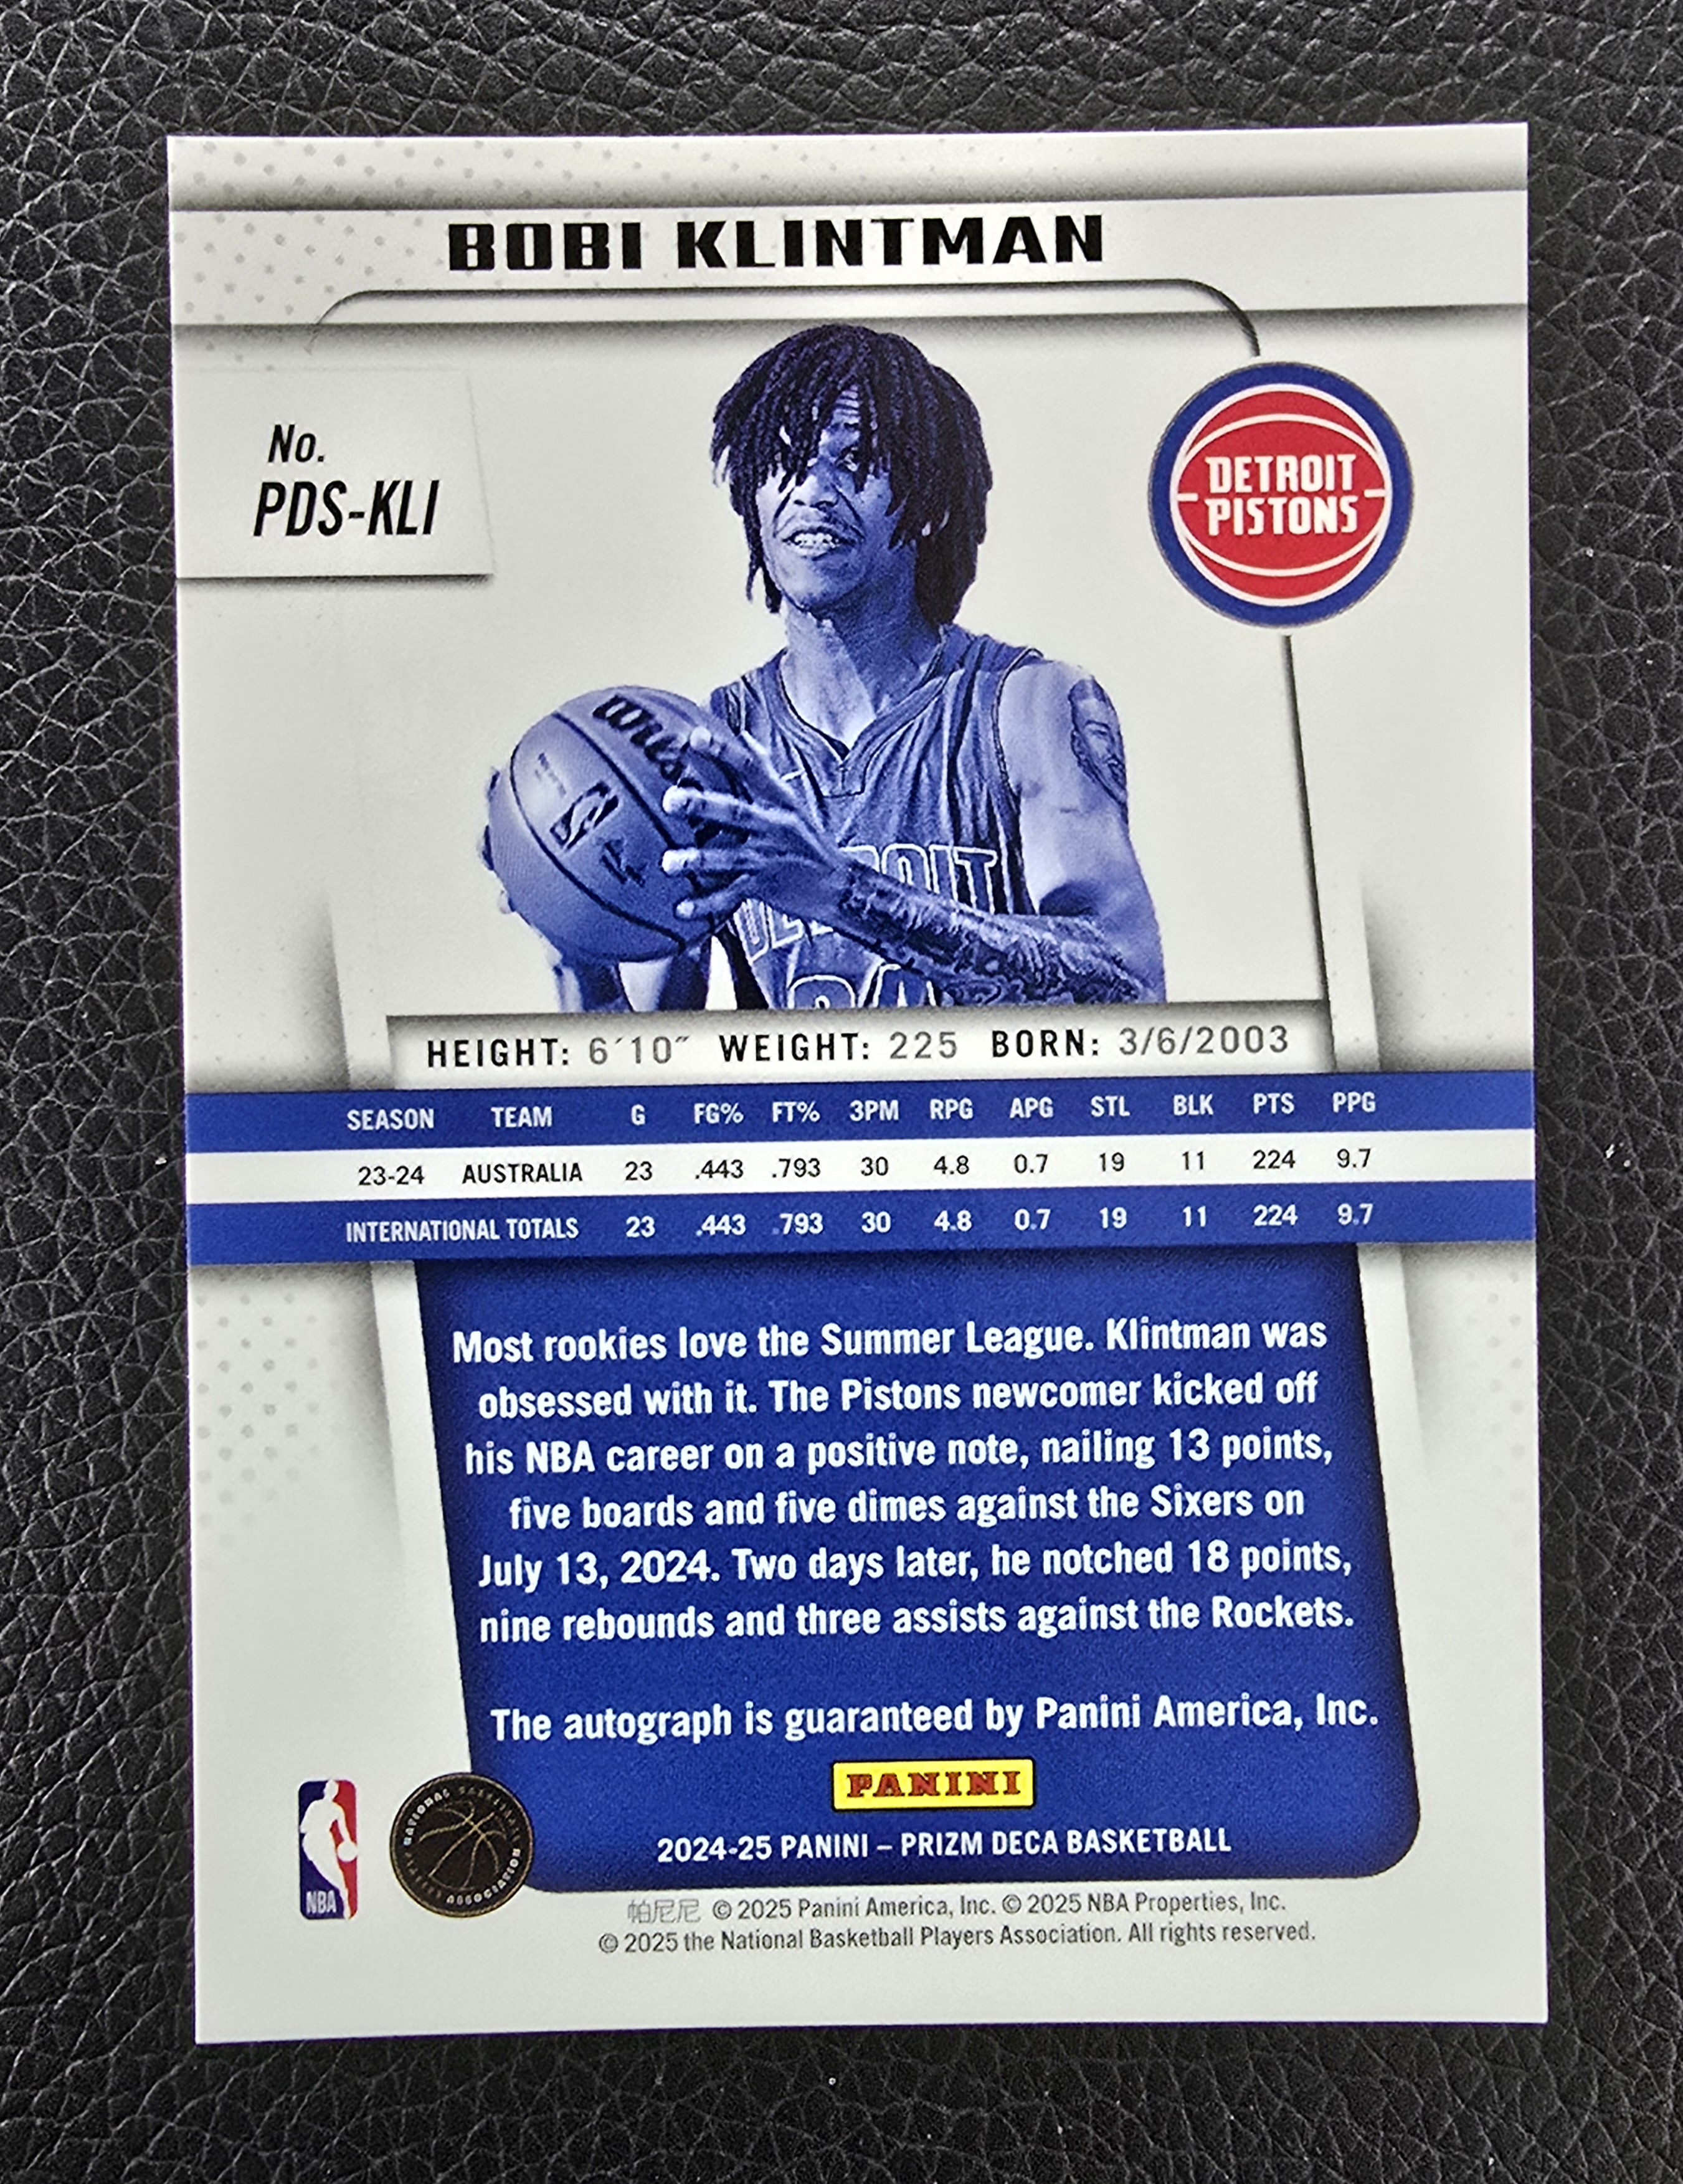 BOBI KLINTMAN
No.
PDS-KLI
DETROIT
PISTONS
Wilso
DETROIT
HEIGHT: 6´10˝ WEIGHT: 225 BORN: 3/6/2003
SEASON TEAM G FG% FT% 3PM RPG APG STL BLK PTS PPG
23-24 AUSTRALIA 23 .443 .793 30 4.8 0.7 19 11 224 9.7
INTERNATIONAL TOTALS 23 .443 .793 30 4.8 0.7 19 11 224 9.7
Most rookies love the Summer League. Klintman was
obsessed with it. The Pistons newcomer kicked off
his NBA career on a positive note, nailing 13 points,
five boards and five dimes against the Sixers on
July 13, 2024. Two days later, he notched 18 points,
nine rebounds and three assists against the Rockets.
The autograph is guaranteed by Panini America, Inc.
PANINI
2024-25 PANINI – PRIZM DECA BASKETBALL
NBA
NATIONAL BASKETBALL PLAYERS ASSOCIATION
帕尼尼 © 2025 Panini America, Inc. © 2025 NBA Properties, Inc.
© 2025 the National Basketball Players Association. All rights reserved.